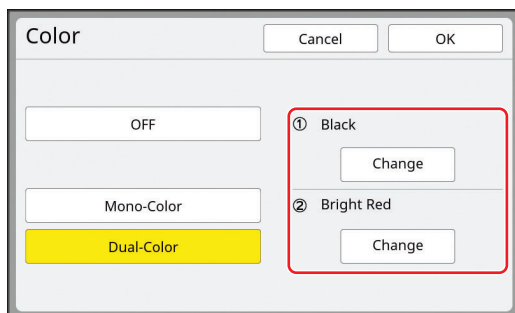 Color
Cancel
OK
OFF
Mono-Color
Dual-Color
① Black
Change
② Bright Red
Change